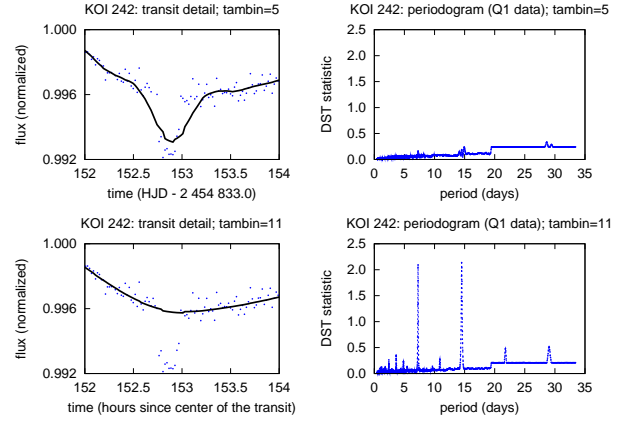 KOI 242: transit detail; tambin=5
1.000
0.996
0.992
flux (normalized)
152 152.5 153 153.5 154
time (HJD - 2 454 833.0)
KOI 242: periodogram (Q1 data); tambin=5
2.5
2.0
1.5
1.0
0.5
0.0
DST statistic
0 5 10 15 20 25 30 35
period (days)
KOI 242: transit detail; tambin=11
1.000
0.996
0.992
flux (normalized)
152 152.5 153 153.5 154
time (hours since center of the transit)
KOI 242: periodogram (Q1 data); tambin=11
2.5
2.0
1.5
1.0
0.5
0.0
DST statistic
0 5 10 15 20 25 30 35
period (days)